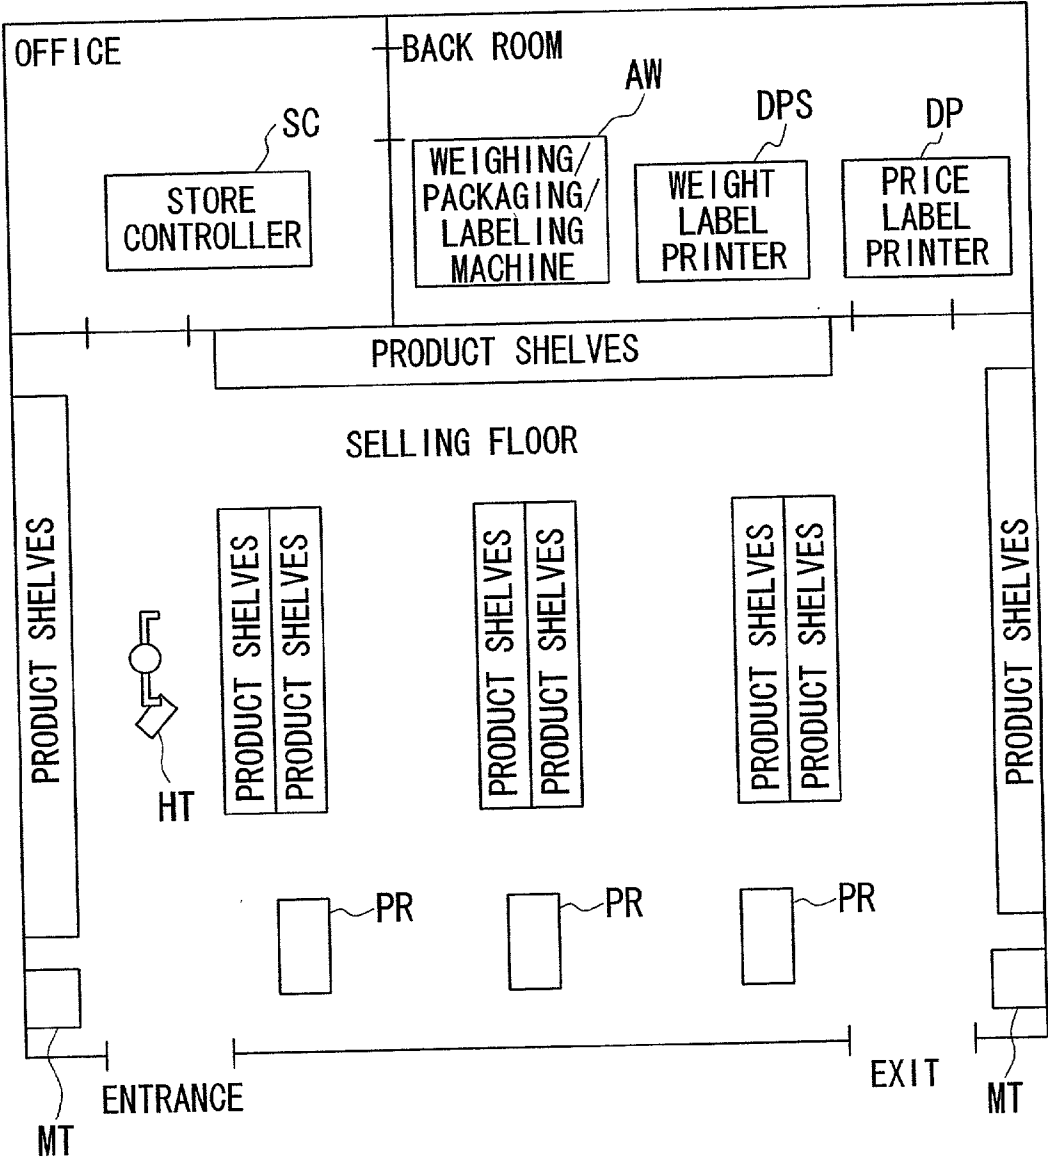 OFFICE
BACK ROOM
AW
SC
DPS
DP
STORE
CONTROLLER
WEIGHING/
PACKAGING/
LABELING
MACHINE
WEIGHT
LABEL
PRINTER
PRICE
LABEL
PRINTER
PRODUCT SHELVES
SELLING FLOOR
PRODUCT SHELVES
PRODUCT SHELVES
PRODUCT SHELVES
PRODUCT SHELVES
PRODUCT SHELVES
PRODUCT SHELVES
PRODUCT SHELVES
PRODUCT SHELVES
HT
PR
PR
PR
ENTRANCE
EXIT
MT
MT